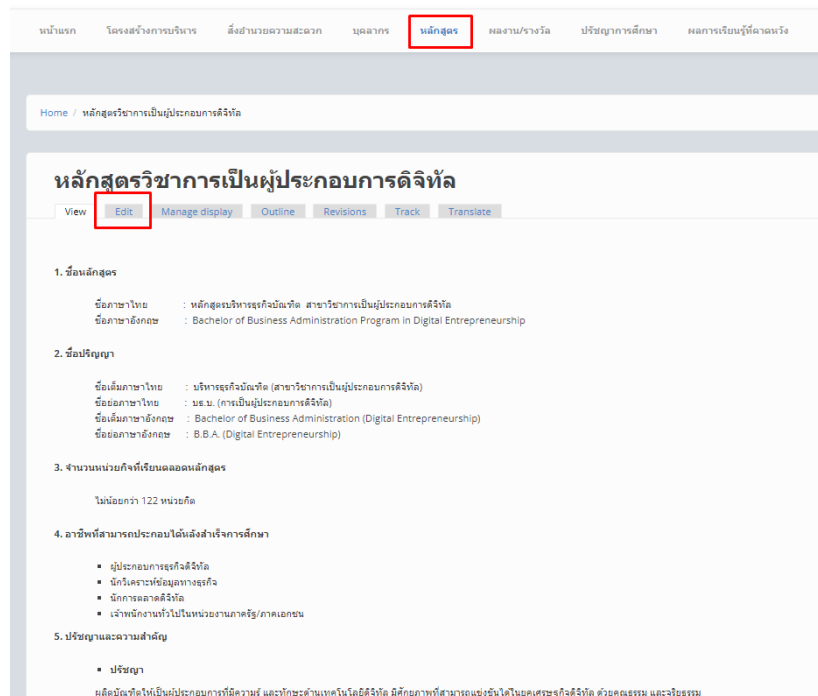 หน้าแรก โครงสร้างการบริหาร สิ่งอำนวยความสะดวก บุคลากร หลักสูตร ผลงาน/รางวัล ปรัชญาการศึกษา ผลการเรียนรู้ที่คาดหวัง
Home / หลักสูตรวิชาการเป็นผู้ประกอบการดิจิทัล
หลักสูตรวิชาการเป็นผู้ประกอบการดิจิทัล
View Edit Manage display Outline Revisions Track Translate
1. ชื่อหลักสูตร
ชื่อภาษาไทย : หลักสูตรบริหารธุรกิจบัณฑิต สาขาวิชาการเป็นผู้ประกอบการดิจิทัล
ชื่อภาษาอังกฤษ : Bachelor of Business Administration Program in Digital Entrepreneurship
2. ชื่อปริญญา
ชื่อเต็มภาษาไทย : บริหารธุรกิจบัณฑิต (สาขาวิชาการเป็นผู้ประกอบการดิจิทัล)
ชื่อย่อภาษาไทย : บธ.บ. (การเป็นผู้ประกอบการดิจิทัล)
ชื่อเต็มภาษาอังกฤษ : Bachelor of Business Administration (Digital Entrepreneurship)
ชื่อย่อภาษาอังกฤษ : B.B.A. (Digital Entrepreneurship)
3. จำนวนหน่วยกิจที่เรียนตลอดหลักสูตร
ไม่น้อยกว่า 122 หน่วยกิต
4. อาชีพที่สามารถประกอบได้หลังสำเร็จการศึกษา
▪ ผู้ประกอบการธุรกิจดิจิทัล
▪ นักวิเคราะห์ข้อมูลทางธุรกิจ
▪ นักการตลาดดิจิทัล
▪ เจ้าพนักงานทั่วไปในหน่วยงานภาครัฐ/ภาคเอกชน
5. ปรัชญาและความสำคัญ
▪ ปรัชญา
ผลิตบัณฑิตให้เป็นผู้ประกอบการที่มีความรู้ และทักษะด้านเทคโนโลยีดิจิทัล มีศักยภาพที่สามารถแข่งขันได้ในยุคเศรษฐกิจดิจิทัล ด้วยคุณธรรม และจริยธรรม